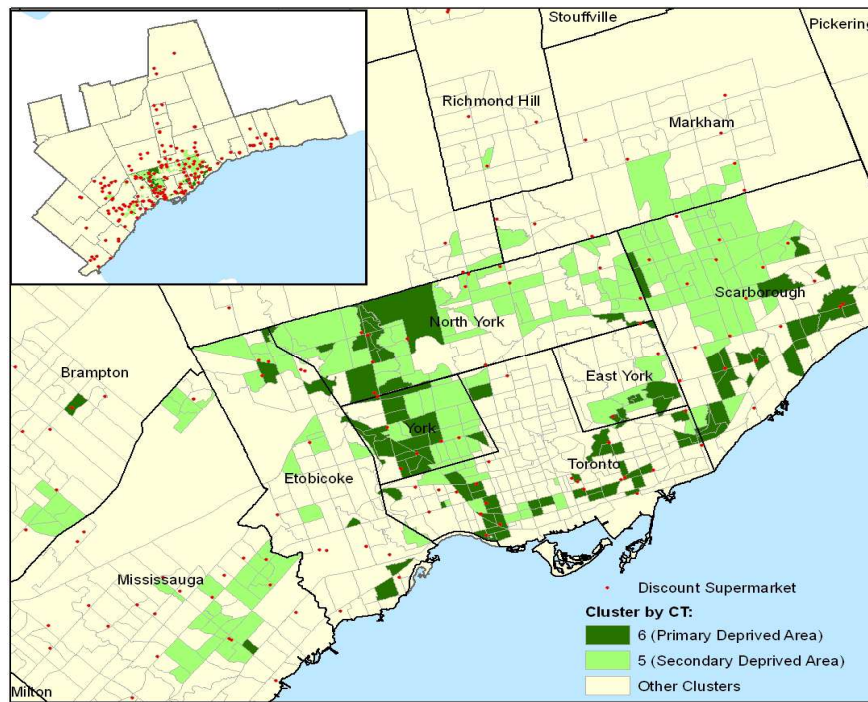 Stouffville
Pickering
Richmond Hill
Markham
Scarborough
North York
Brampton
East York
York
Toronto
Etobicoke
Mississauga
Milton
Discount Supermarket
Cluster by CT:
6 (Primary Deprived Area)
5 (Secondary Deprived Area)
Other Clusters